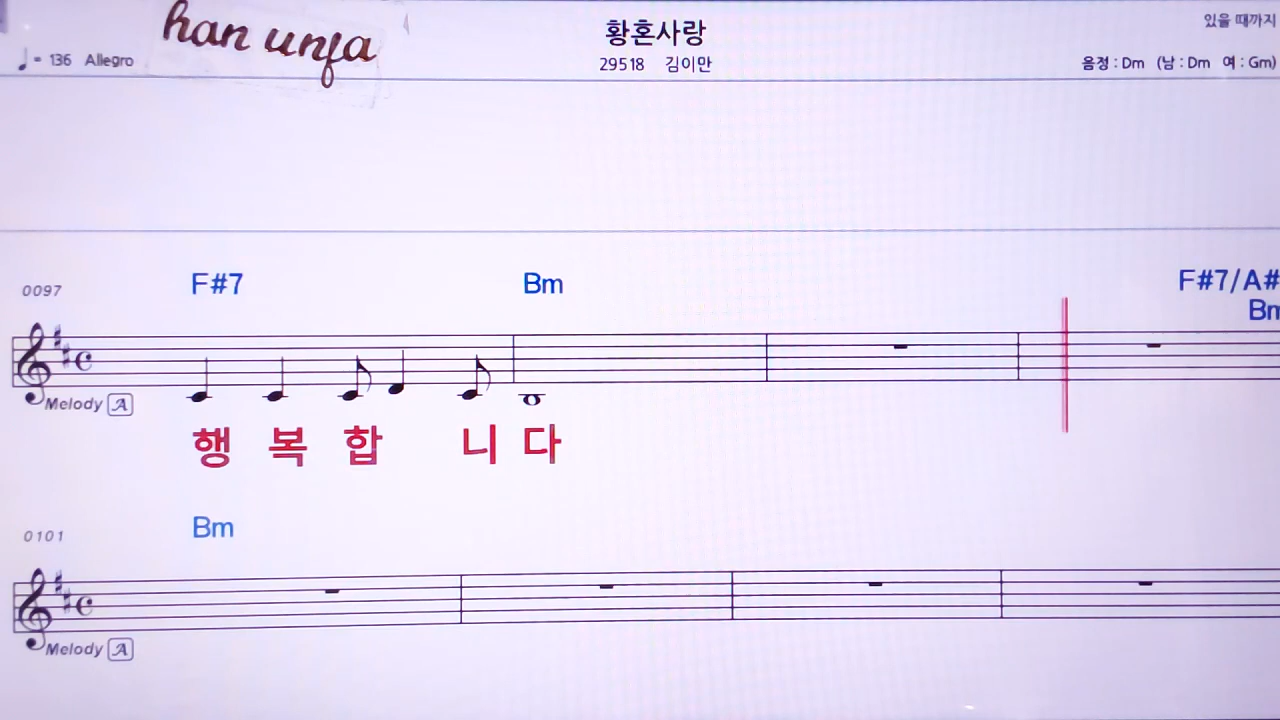 han unfa
황혼사랑
있을 때까지
♩= 136 Allegro
29518 김이만
음정 : Dm (남 : Dm 여 : Gm)
F#7 Bm F#7/A#
0097
Bm
Melody A
행 복 합 니 다
Bm
0101
Melody A